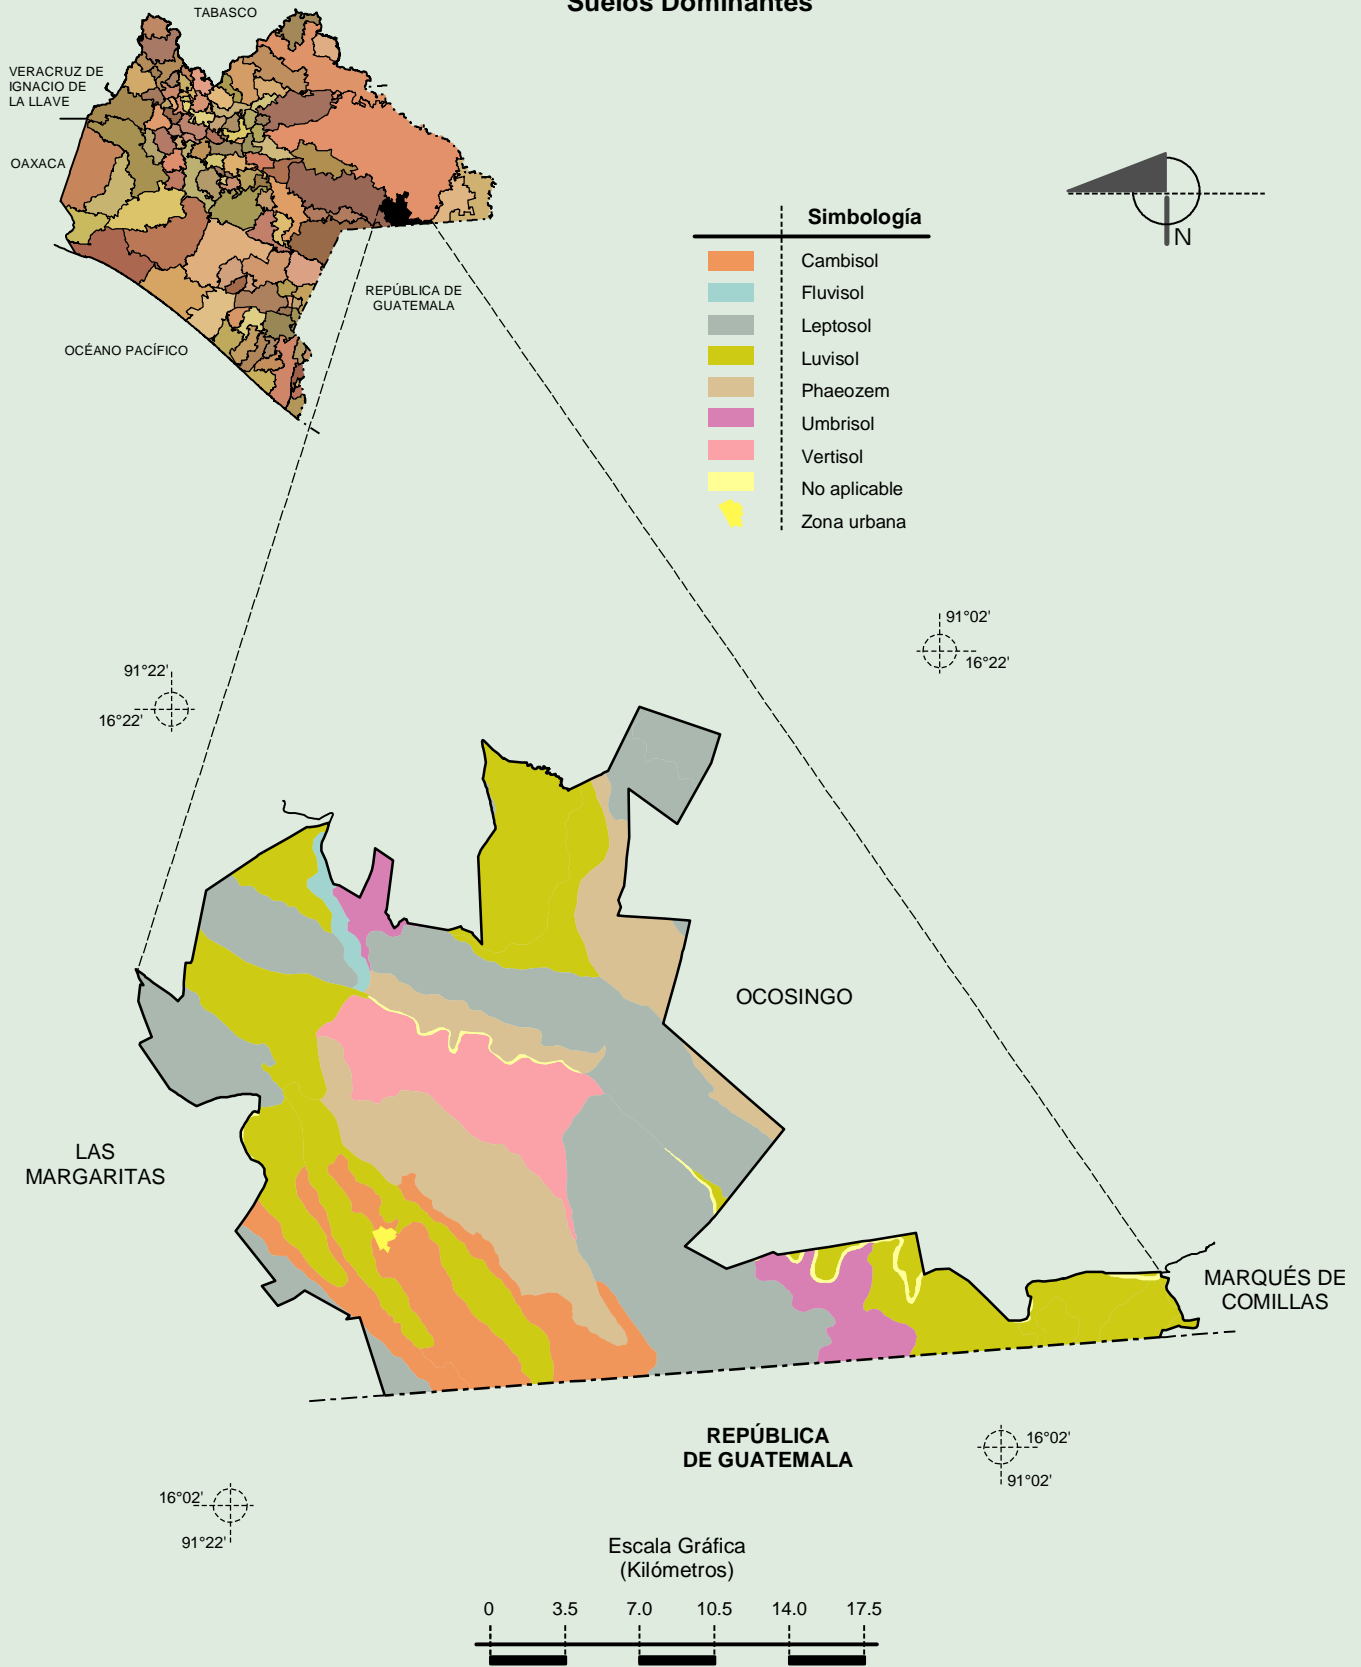 Suelos Dominantes
TABASCO
VERACRUZ DE
IGNACIO DE
LA LLAVE
OAXACA
REPÚBLICA DE
GUATEMALA
OCÉANO PACÍFICO
N
Simbología
Cambisol
Fluvisol
Leptosol
Luvisol
Phaeozem
Umbrisol
Vertisol
No aplicable
Zona urbana
91°02'
16°22'
91°22'
16°22'
OCOSINGO
LAS
MARGARITAS
MARQUÉS DE
COMILLAS
REPÚBLICA
DE GUATEMALA
16°02'
91°02'
16°02'
91°22'
Escala Gráfica
(Kilómetros)
0 3.5 7.0 10.5 14.0 17.5